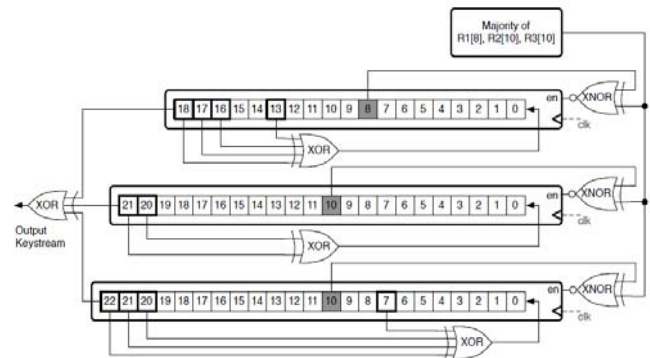 Majority of
R1[8], R2[10], R3[10]
en
XNOR
18 17 16 15 14 13 12 11 10 9 8 7 6 5 4 3 2 1 0
clk
XOR
en
XNOR
XOR
21 20 19 18 17 16 15 14 13 12 11 10 9 8 7 6 5 4 3 2 1 0
clk
Output
Keystream
XOR
en
XNOR
22 21 20 19 18 17 16 15 14 13 12 11 10 9 8 7 6 5 4 3 2 1 0
clk
XOR